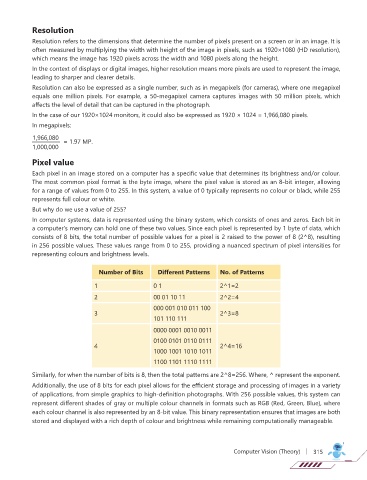 Resolution
Resolution refers to the dimensions that determine the number of pixels present on a screen or in an image. It is
often measured by multiplying the width with height of the image in pixels, such as 1920×1080 (HD resolution),
which means the image has 1920 pixels across the width and 1080 pixels along the height.
In the context of displays or digital images, higher resolution means more pixels are used to represent the image,
leading to sharper and clearer details.
Resolution can also be expressed as a single number, such as in megapixels (for cameras), where one megapixel
equals one million pixels. For example, a 50-megapixel camera captures images with 50 million pixels, which
affects the level of detail that can be captured in the photograph.
In the case of our 1920×1024 monitors, it could also be expressed as 1920 × 1024 = 1,966,080 pixels.
In megapixels:
1,966,080
= 1.97 MP.
1,000,000
Pixel value
Each pixel in an image stored on a computer has a specific value that determines its brightness and/or colour.
The most common pixel format is the byte image, where the pixel value is stored as an 8-bit integer, allowing
for a range of values from 0 to 255. In this system, a value of 0 typically represents no colour or black, while 255
represents full colour or white.
But why do we use a value of 255?
In computer systems, data is represented using the binary system, which consists of ones and zeros. Each bit in
a computer's memory can hold one of these two values. Since each pixel is represented by 1 byte of data, which
consists of 8 bits, the total number of possible values for a pixel is 2 raised to the power of 8 (2^8), resulting
in 256 possible values. These values range from 0 to 255, providing a nuanced spectrum of pixel intensities for
representing colours and brightness levels.
Number of Bits Different Patterns No. of Patterns
1 0 1 2^1=2
2 00 01 10 11 2^2=4
000 001 010 011 100
3 2^3=8
101 110 111
0000 0001 0010 0011
0100 0101 0110 0111
4 2^4=16
1000 1001 1010 1011
1100 1101 1110 1111
Similarly, for when the number of bits is 8, then the total patterns are 2^8=256. Where, ^ represent the exponent.
Additionally, the use of 8 bits for each pixel allows for the efficient storage and processing of images in a variety
of applications, from simple graphics to high-definition photographs. With 256 possible values, this system can
represent different shades of gray or multiple colour channels in formats such as RGB (Red, Green, Blue), where
each colour channel is also represented by an 8-bit value. This binary representation ensures that images are both
stored and displayed with a rich depth of colour and brightness while remaining computationally manageable.
Computer Vision (Theory) | 315